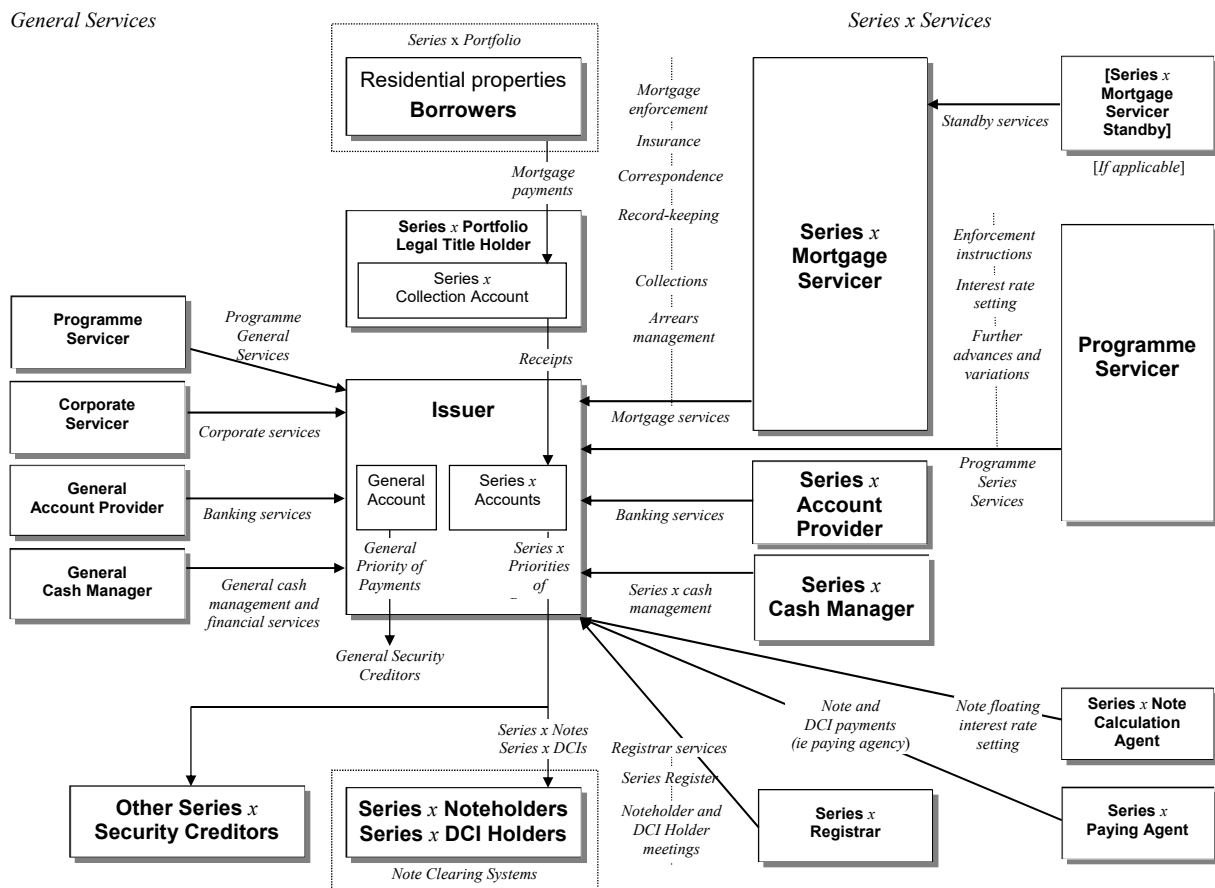 General Services
Series x Services
Series x Portfolio
Residential properties
Borrowers
Mortgage
payments
Series x Portfolio
Legal Title Holder
Series x
Collection Account
Receipts
Programme
Servicer
Programme
General
Services
Corporate
Servicer
Corporate services
General
Account Provider
Banking services
General
Cash Manager
General cash
management and
financial services
Issuer
General
Account
Series x
Accounts
General
Priority of
Payments
Series x
Priorities
of
General Security
Creditors
Mortgage
enforcement
Insurance
Correspondence
Record-keeping
Collections
Arrears
management
Mortgage services
Series x
Mortgage
Servicer
Standby services
[Series x
Mortgage
Servicer
Standby]
[If applicable]
Enforcement
instructions
Interest rate
setting
Further
advances and
variations
Programme
Series
Services
Programme
Servicer
Banking services
Series x
Account
Provider
Series x cash
management
Series x
Cash Manager
Series x Notes
Series x DCIs
Other Series x
Security Creditors
Series x Noteholders
Series x DCI Holders
Note Clearing Systems
Registrar services
Series Register
Noteholder and
DCI Holder
meetings
Series x
Registrar
Note and
DCI payments
(ie paying agency)
Note floating
interest rate
setting
Series x Note
Calculation
Agent
Series x
Paying Agent